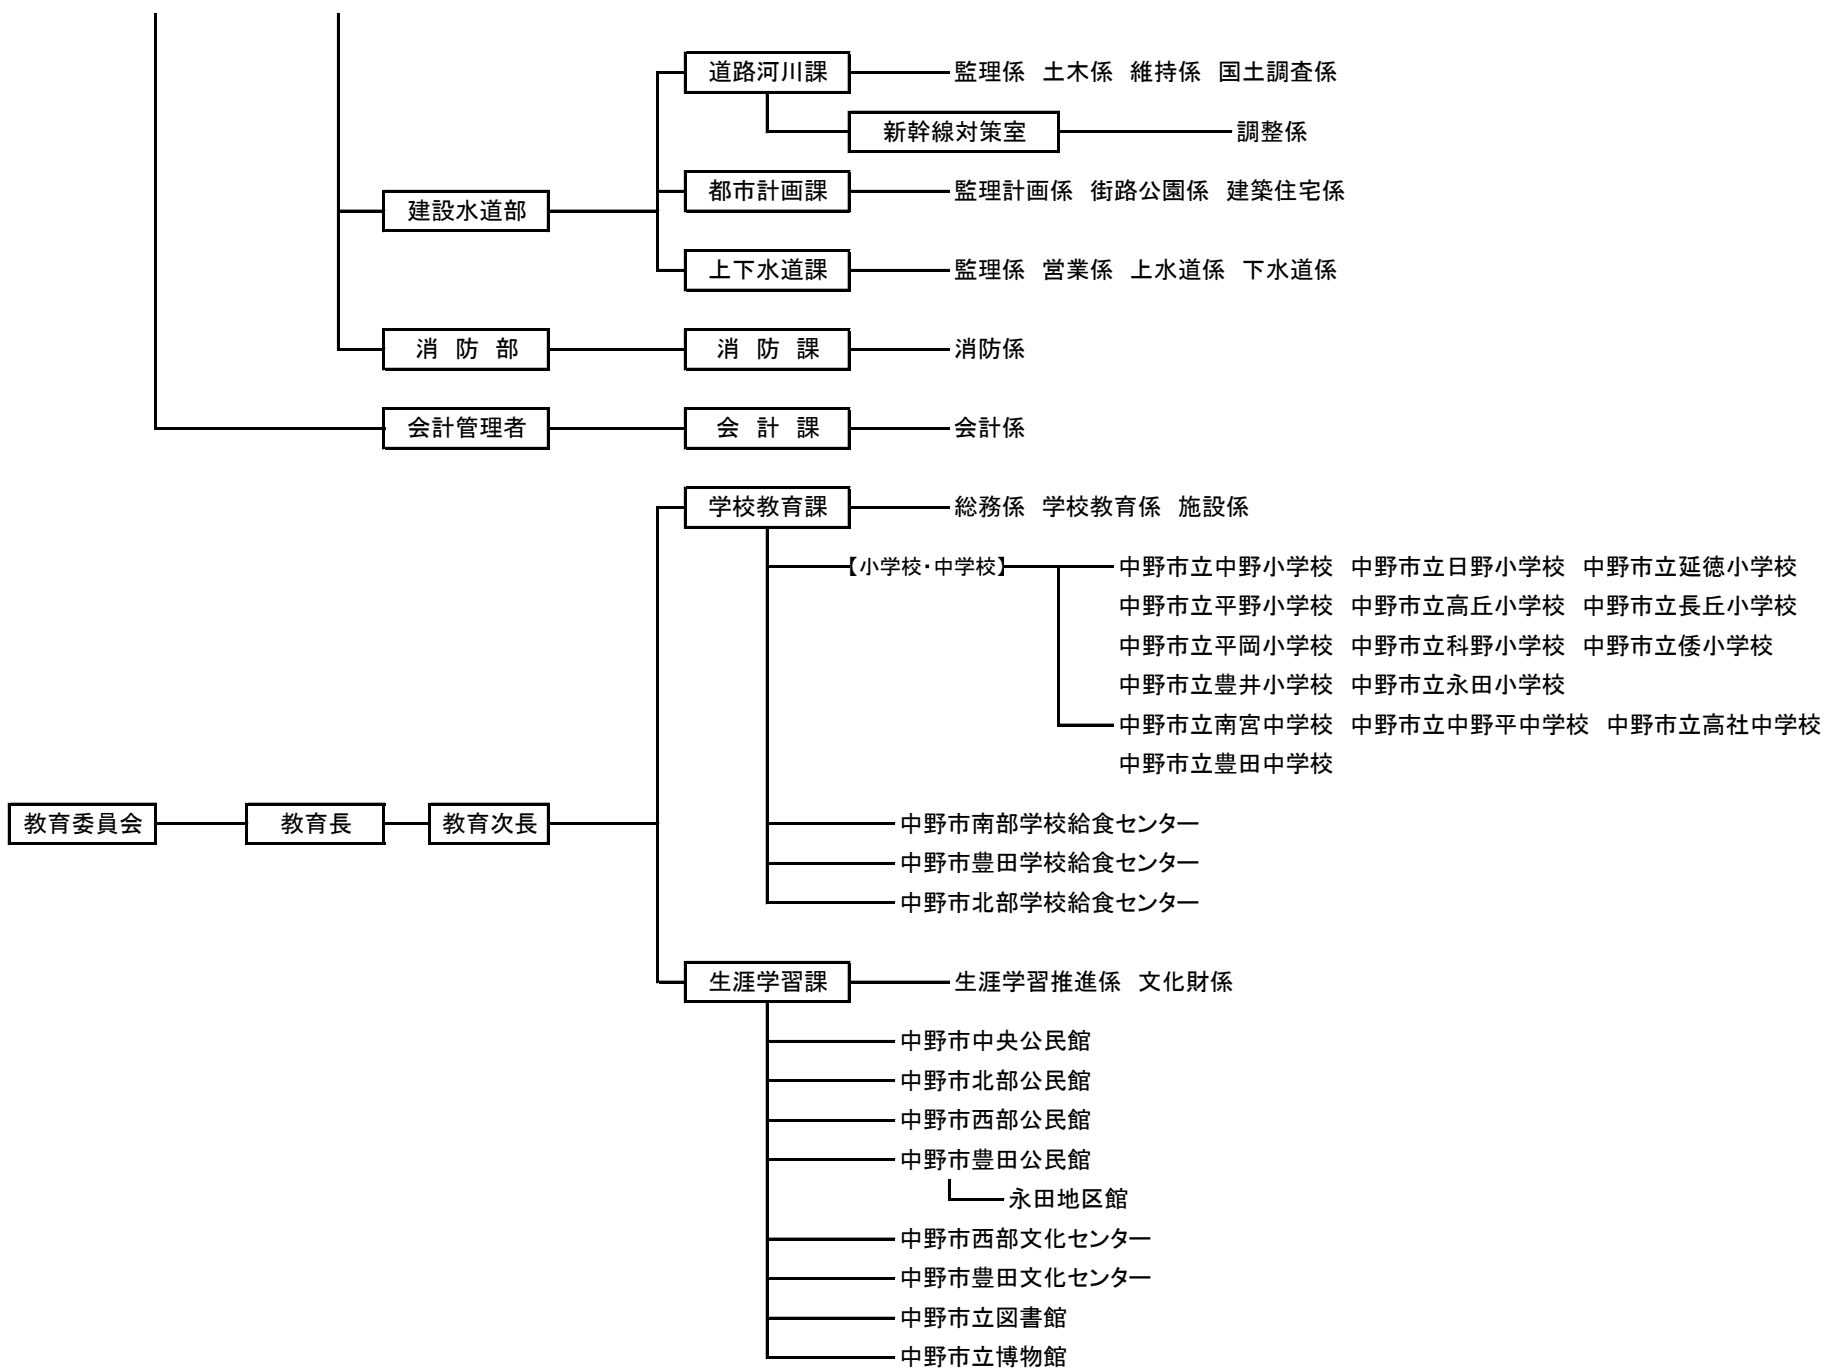 道路河川課 監理係 土木係 維持係 国土調査係
新幹線対策室 調整係
都市計画課 監理計画係 街路公園係 建築住宅係
建設水道部
上下水道課 監理係 営業係 上水道係 下水道係
消 防 部 消 防 課 消防係
会計管理者 会 計 課 会計係
学校教育課 総務係 学校教育係 施設係
【小学校・中学校】 中野市立中野小学校 中野市立日野小学校 中野市立延徳小学校
中野市立平野小学校 中野市立高丘小学校 中野市立長丘小学校
中野市立平岡小学校 中野市立科野小学校 中野市立倭小学校
中野市立豊井小学校 中野市立永田小学校
中野市立南宮中学校 中野市立中野平中学校 中野市立高社中学校
中野市立豊田中学校
教育委員会 教育長 教育次長 中野市南部学校給食センター
中野市豊田学校給食センター
中野市北部学校給食センター
生涯学習課 生涯学習推進係 文化財係
中野市中央公民館
中野市北部公民館
中野市西部公民館
中野市豊田公民館
永田地区館
中野市西部文化センター
中野市豊田文化センター
中野市立図書館
中野市立博物館